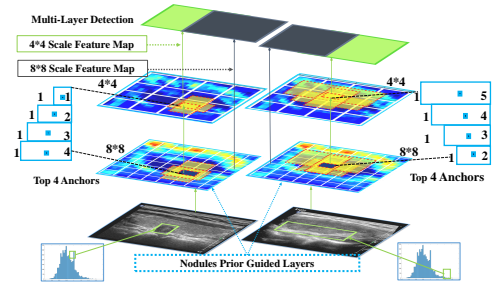 Multi-Layer Detection
4*4 Scale Feature Map
8*8 Scale Feature Map
4*4
4*4
1 1
1 2
1 3
1 4
1 5
1 4
1 3
1 2
8*8
8*8
Top 4 Anchors
Top 4 Anchors
Nodules Prior Guided Layers